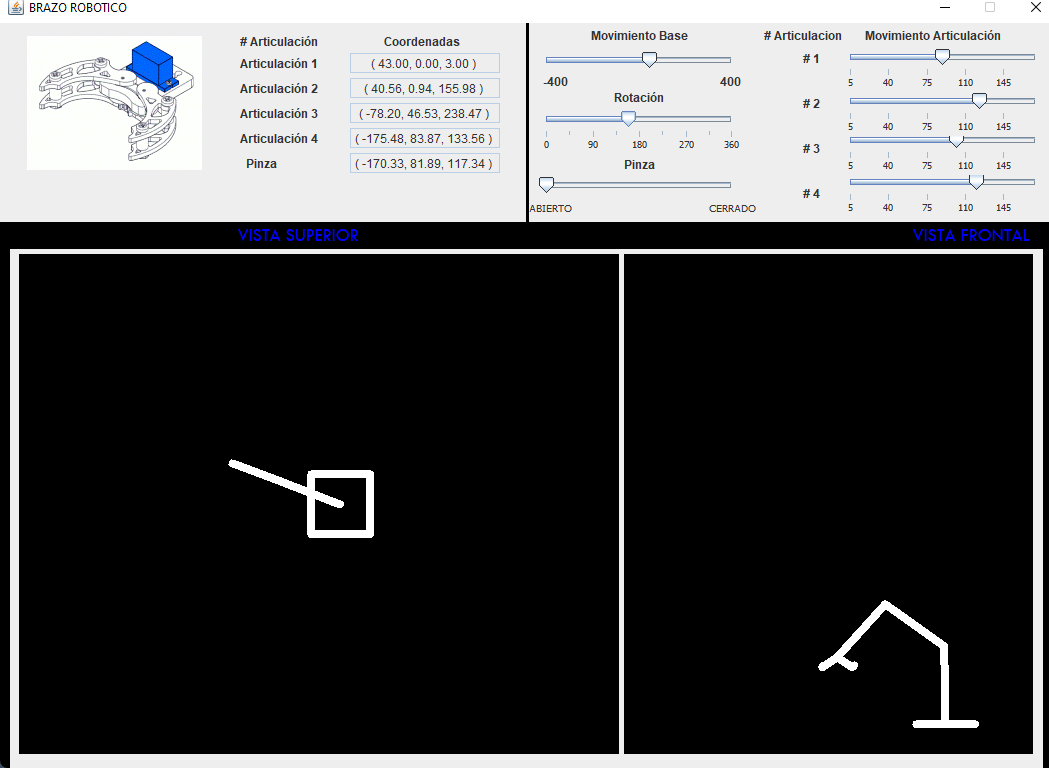 BRAZO ROBOTICO
# Articulación Coordenadas
Articulación 1 ( 43.00, 0.00, 3.00 )
Articulación 2 ( 40.56, 0.94, 155.98 )
Articulación 3 ( -78.20, 46.53, 238.47 )
Articulación 4 ( -175.48, 83.87, 133.56 )
Pinza ( -170.33, 81.89, 117.34 )
Movimiento Base
-400 400
Rotación
0 90 180 270 360
Pinza
ABIERTO CERRADO
# Articulacion Movimiento Articulación
# 1
5 40 75 110 145
# 2
5 40 75 110 145
# 3
5 40 75 110 145
# 4
5 40 75 110 145
VISTA SUPERIOR VISTA FRONTAL